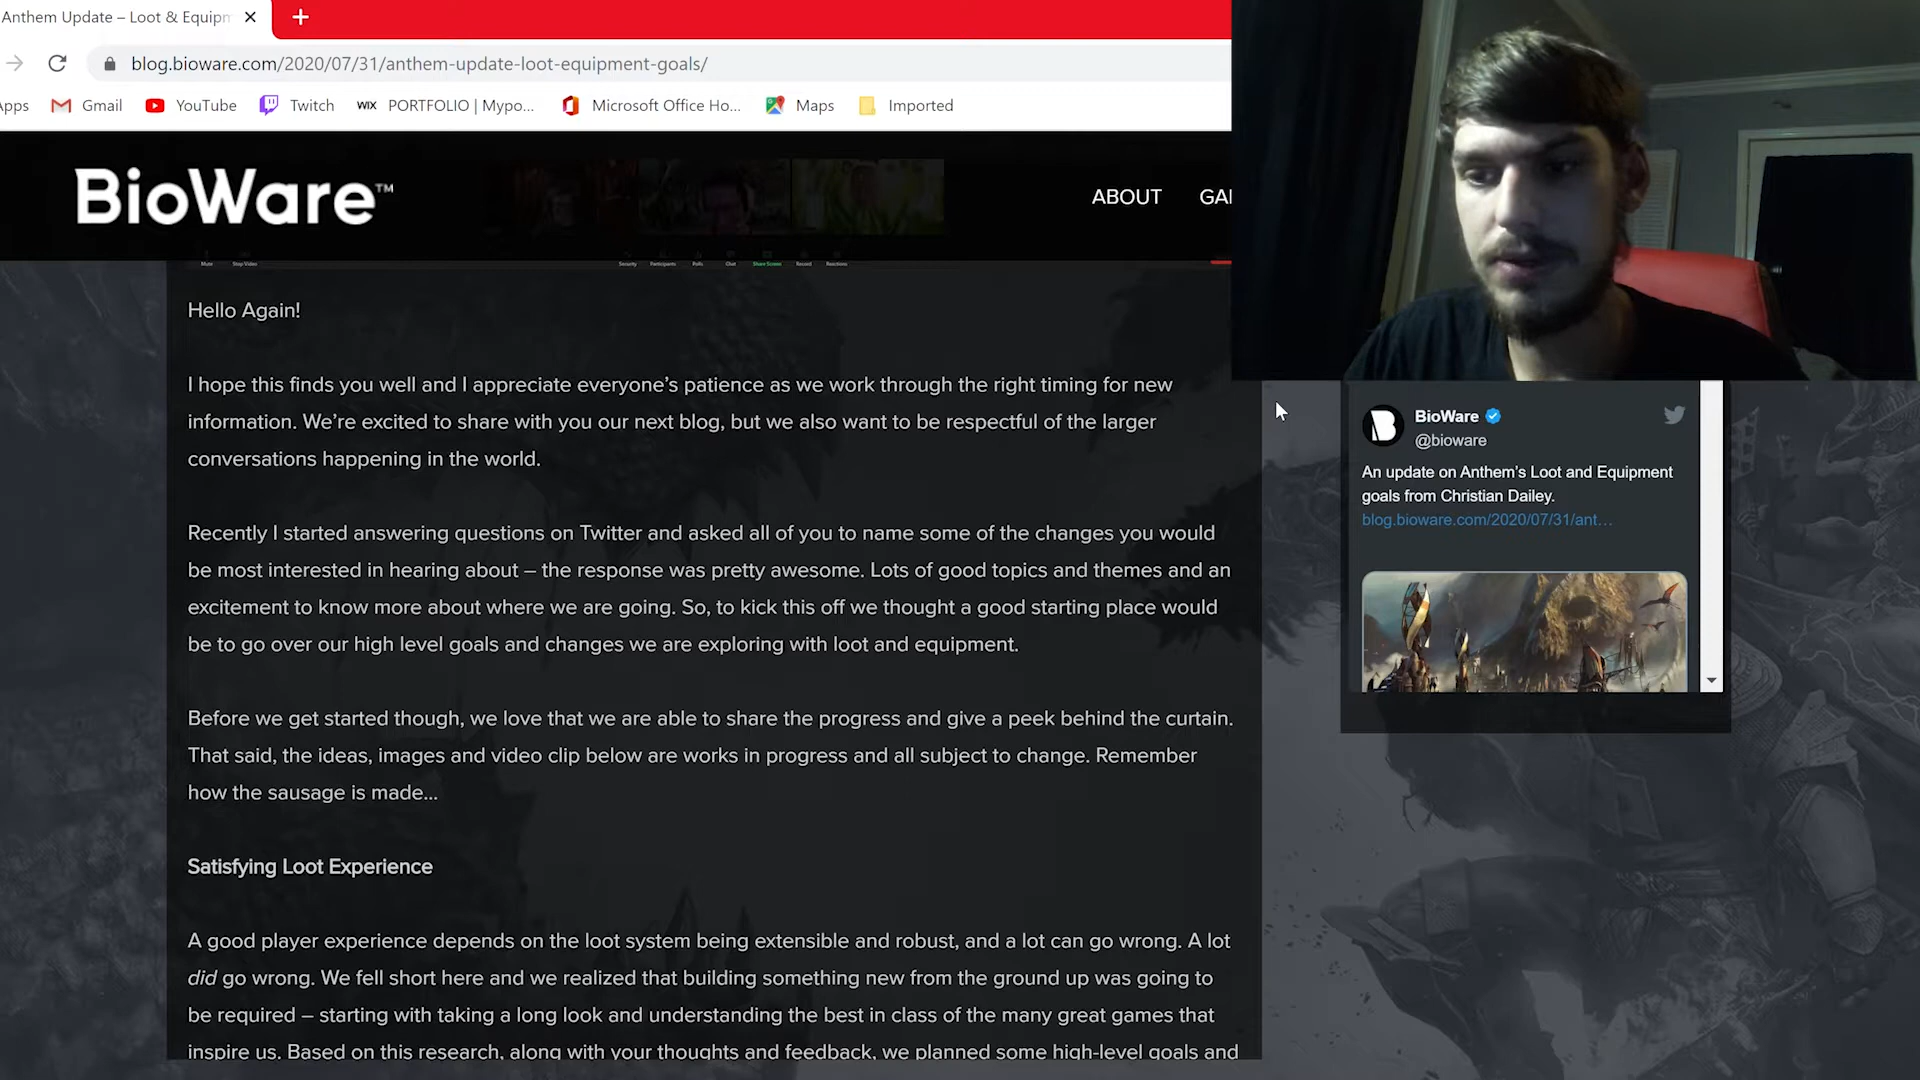 Anthem Update – Loot & Equipm
blog.bioware.com/2020/07/31/anthem-update-loot-equipment-goals/
Apps
Gmail
YouTube
Twitch
WIX
PORTFOLIO | Mypo...
Microsoft Office Ho...
Maps
Imported
BioWare™
ABOUT
GA
Mute
Stop Video
Security
Participants
Polls
Chat
Share Screen
Record
Reactions
Hello Again!
I hope this finds you well and I appreciate everyone’s patience as we work through the right timing for new
information. We’re excited to share with you our next blog, but we also want to be respectful of the larger
conversations happening in the world.
Recently I started answering questions on Twitter and asked all of you to name some of the changes you would
be most interested in hearing about – the response was pretty awesome. Lots of good topics and themes and an
excitement to know more about where we are going. So, to kick this off we thought a good starting place would
be to go over our high level goals and changes we are exploring with loot and equipment.
Before we get started though, we love that we are able to share the progress and give a peek behind the curtain.
That said, the ideas, images and video clip below are works in progress and all subject to change. Remember
how the sausage is made...
Satisfying Loot Experience
A good player experience depends on the loot system being extensible and robust, and a lot can go wrong. A lot
did go wrong. We fell short here and we realized that building something new from the ground up was going to
be required – starting with taking a long look and understanding the best in class of the many great games that
inspire us. Based on this research, along with your thoughts and feedback, we planned some high-level goals and
BioWare
@bioware
An update on Anthem’s Loot and Equipment
goals from Christian Dailey.
blog.bioware.com/2020/07/31/ant…